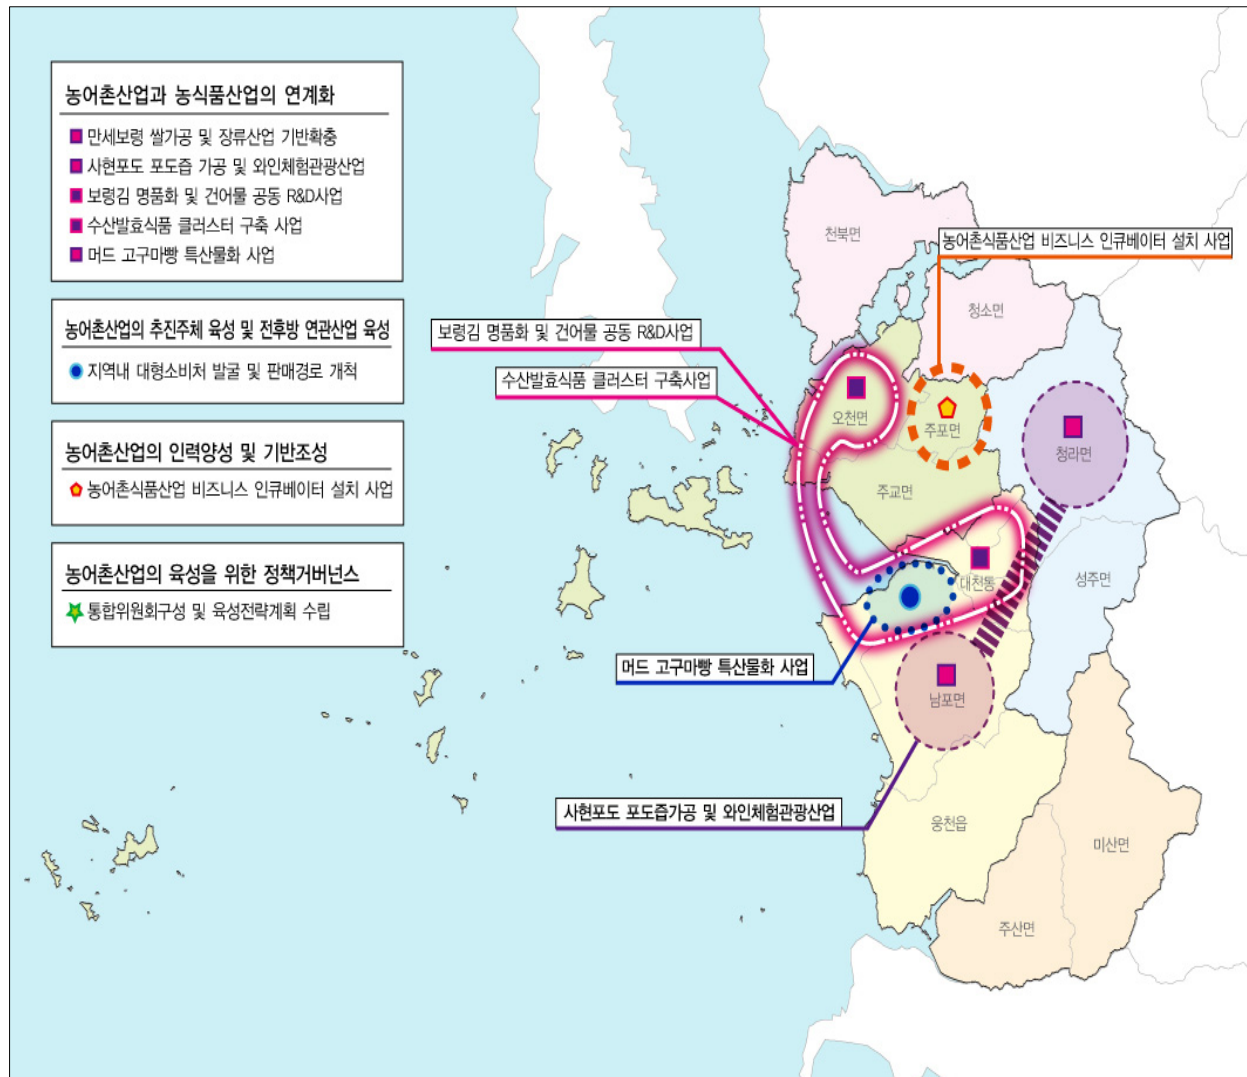 농어촌산업과 농식품산업의 연계화
만세보령 쌀가공 및 장류산업 기반확충
사현포도 포도즙 가공 및 와인체험관광산업
보령김 명품화 및 건어물 공동 R&D사업
수산발효식품 클러스터 구축 사업
머드 고구마빵 특산물화 사업
농어촌산업의 추진주체 육성 및 전후방 연관산업 육성
지역내 대형소비처 발굴 및 판매경로 개척
농어촌산업의 인력양성 및 기반조성
농어촌식품산업 비즈니스 인큐베이터 설치 사업
농어촌산업의 육성을 위한 정책거버넌스
통합위원회구성 및 육성전략계획 수립
천북면
농어촌식품산업 비즈니스 인큐베이터 설치 사업
청소면
보령김 명품화 및 건어물 공동 R&D사업
수산발효식품 클러스터 구축사업
오천면
주포면
청라면
주교면
대천동
성주면
머드 고구마빵 특산물화 사업
남포면
사현포도 포도즙가공 및 와인체험관광산업
웅천읍
미산면
주산면